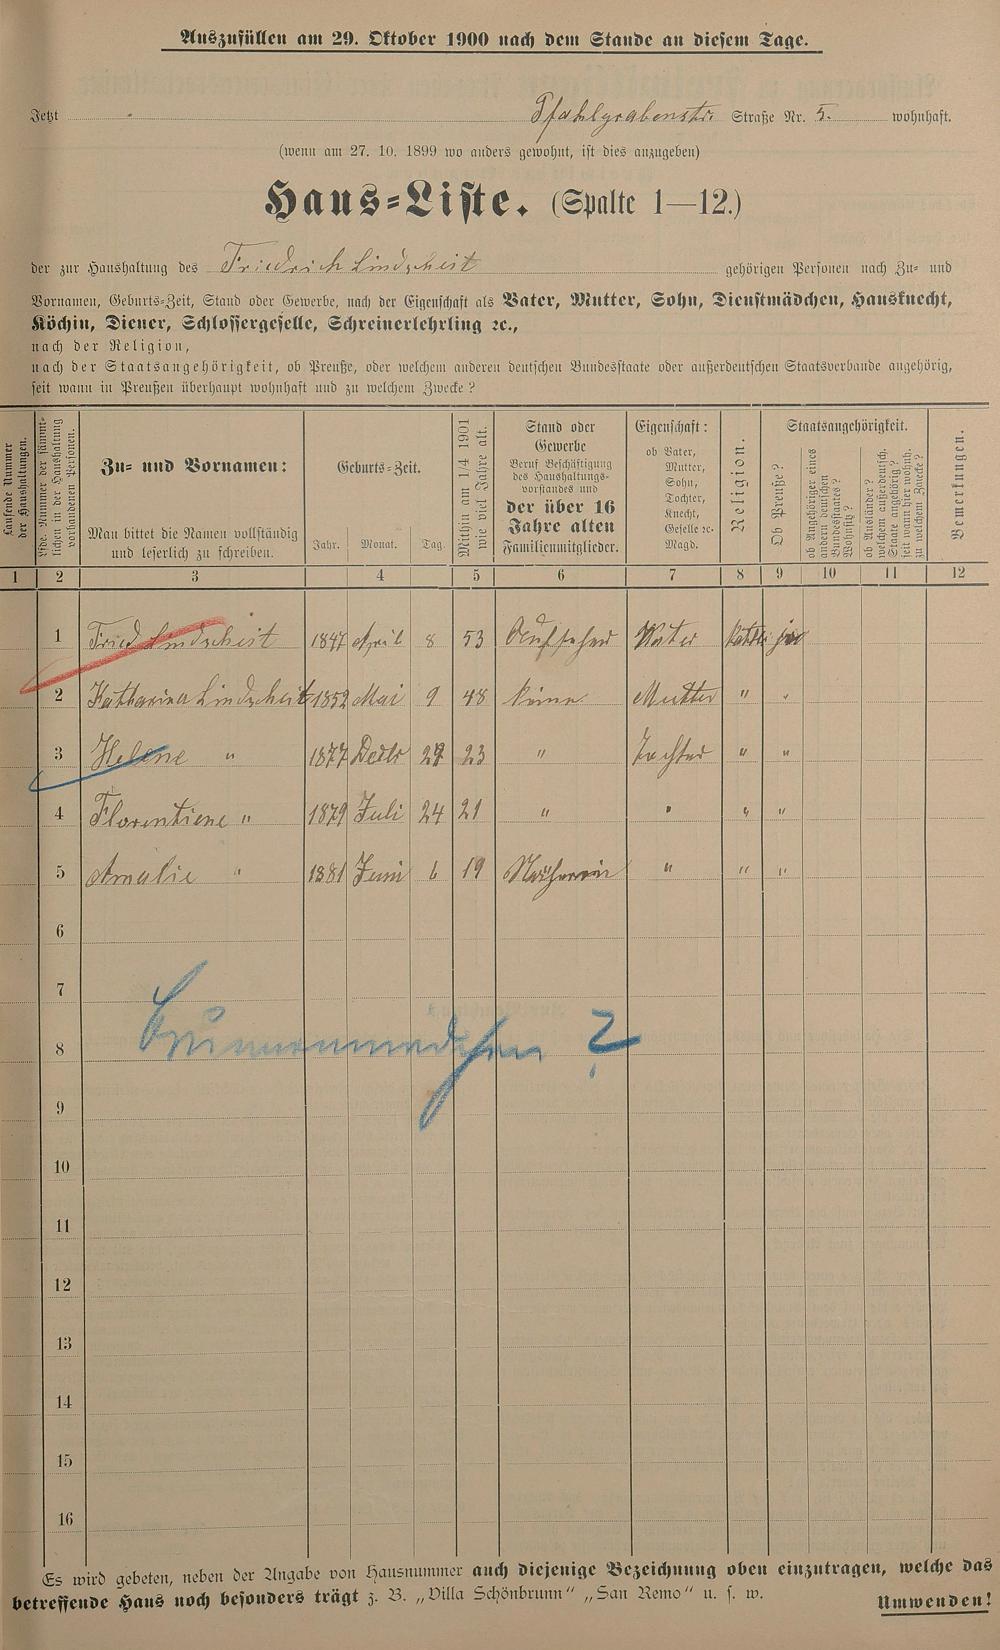 Auszufüllen am 29. Oktober 1900 nach dem Stande an diesem Tage.
Jetzt Pfahlgrabenstr. Straße Nr. 5. wohnhaft.
(wenn am 27. 10. 1899 wo anders gewohnt, ist dies anzugeben)
Haus-Liste. (Spalte 1—12.)
der zur Haushaltung des Friedrich Lindscheit gehörigen Personen nach Zu- und
Vornamen, Geburts-Zeit, Stand oder Gewerbe, nach der Eigenschaft als Vater, Mutter, Sohn, Dienstmädchen, Hausknecht,
Köchin, Diener, Schlossergeselle, Schreinerlehrling ꝛc.,
nach der Religion,
nach der Staatsangehörigkeit, ob Preuße, oder welchem anderen deutschen Bundesstaate oder außerdeutschen Staatsverbande angehörig,
seit wann in Preußen überhaupt wohnhaft und zu welchem Zwecke?
Laufende Nummer der Haushaltungen.
Lfde. Nummer der sämmtlichen in der Haushaltung vorhandenen Personen.
Zu- und Vornamen:
Man bittet die Namen vollständig
und leserlich zu schreiben.
Geburts-Zeit.
Jahr. Monat. Tag.
Mithin am 1/4 1901
wie viel Jahre alt.
Stand oder
Gewerbe
Beruf Beschäftigung
des Haushaltungs-
vorstandes und
der über 16
Jahre alten
Familienmitglieder.
Eigenschaft:
ob Vater,
Mutter,
Sohn,
Tochter,
Knecht,
Geselle ꝛc.
Magd.
Religion.
Staatsangehörigkeit.
Ob Preuße?
ob Angehöriger eines
andern deutschen
Bundesstaates?
Wohnsitz?
ob Ausländer?
welchem außerdeutsch.
Staate angehörig?
seit wann hier wohnh.
zu welchem Zwecke?
Bemerkungen.
1 2 3 4 5 6 7 8 9 10 11 12
1 Fried Lindscheit 1847 April 8 53 Aufseher Vater ja
2 Katharina Lindscheit 1852 Mai 9 48 keine Mutter " "
3 Helene " 1877 23 " Tochter " "
4 Florentiene " 1879 Juli 24 21 " " " "
5 Amalie " 1881 Juni 6 19 Näherein " " "
6
7
8 ?
9
10
11
12
13
14
15
16
Es wird gebeten, neben der Angabe von Hausnummer auch diejenige Bezeichnung oben einzutragen, welche das
betreffende Haus noch besonders trägt z. B. „Villa Schönbrunn“ „San Remo“ u. s. w.
Umwenden!